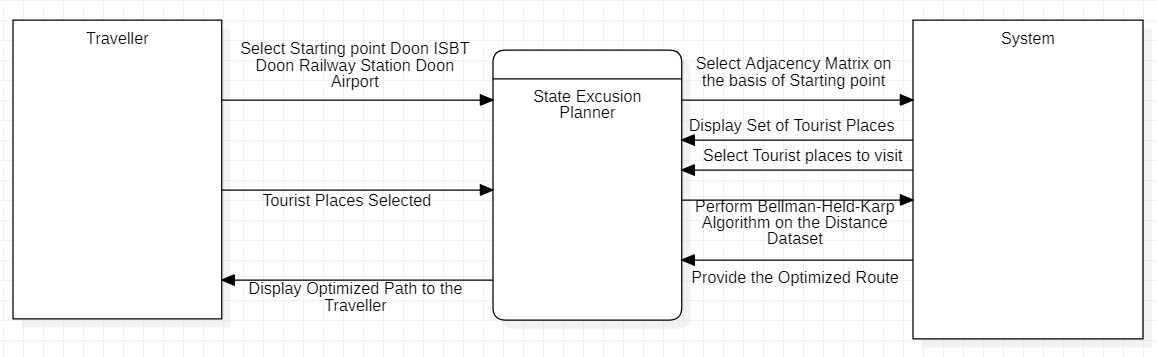 Traveller
Select Starting point Doon ISBT
Doon Railway Station Doon
Airport
Tourist Places Selected
Display Optimized Path to the
Traveller
State Excusion
Planner
Select Adjacency Matrix on
the basis of Starting point
Display Set of Tourist Places
Select Tourist places to visit
Perform Bellman-Held-Karp
Algorithm on the Distance
Dataset
Provide the Optimized Route
System